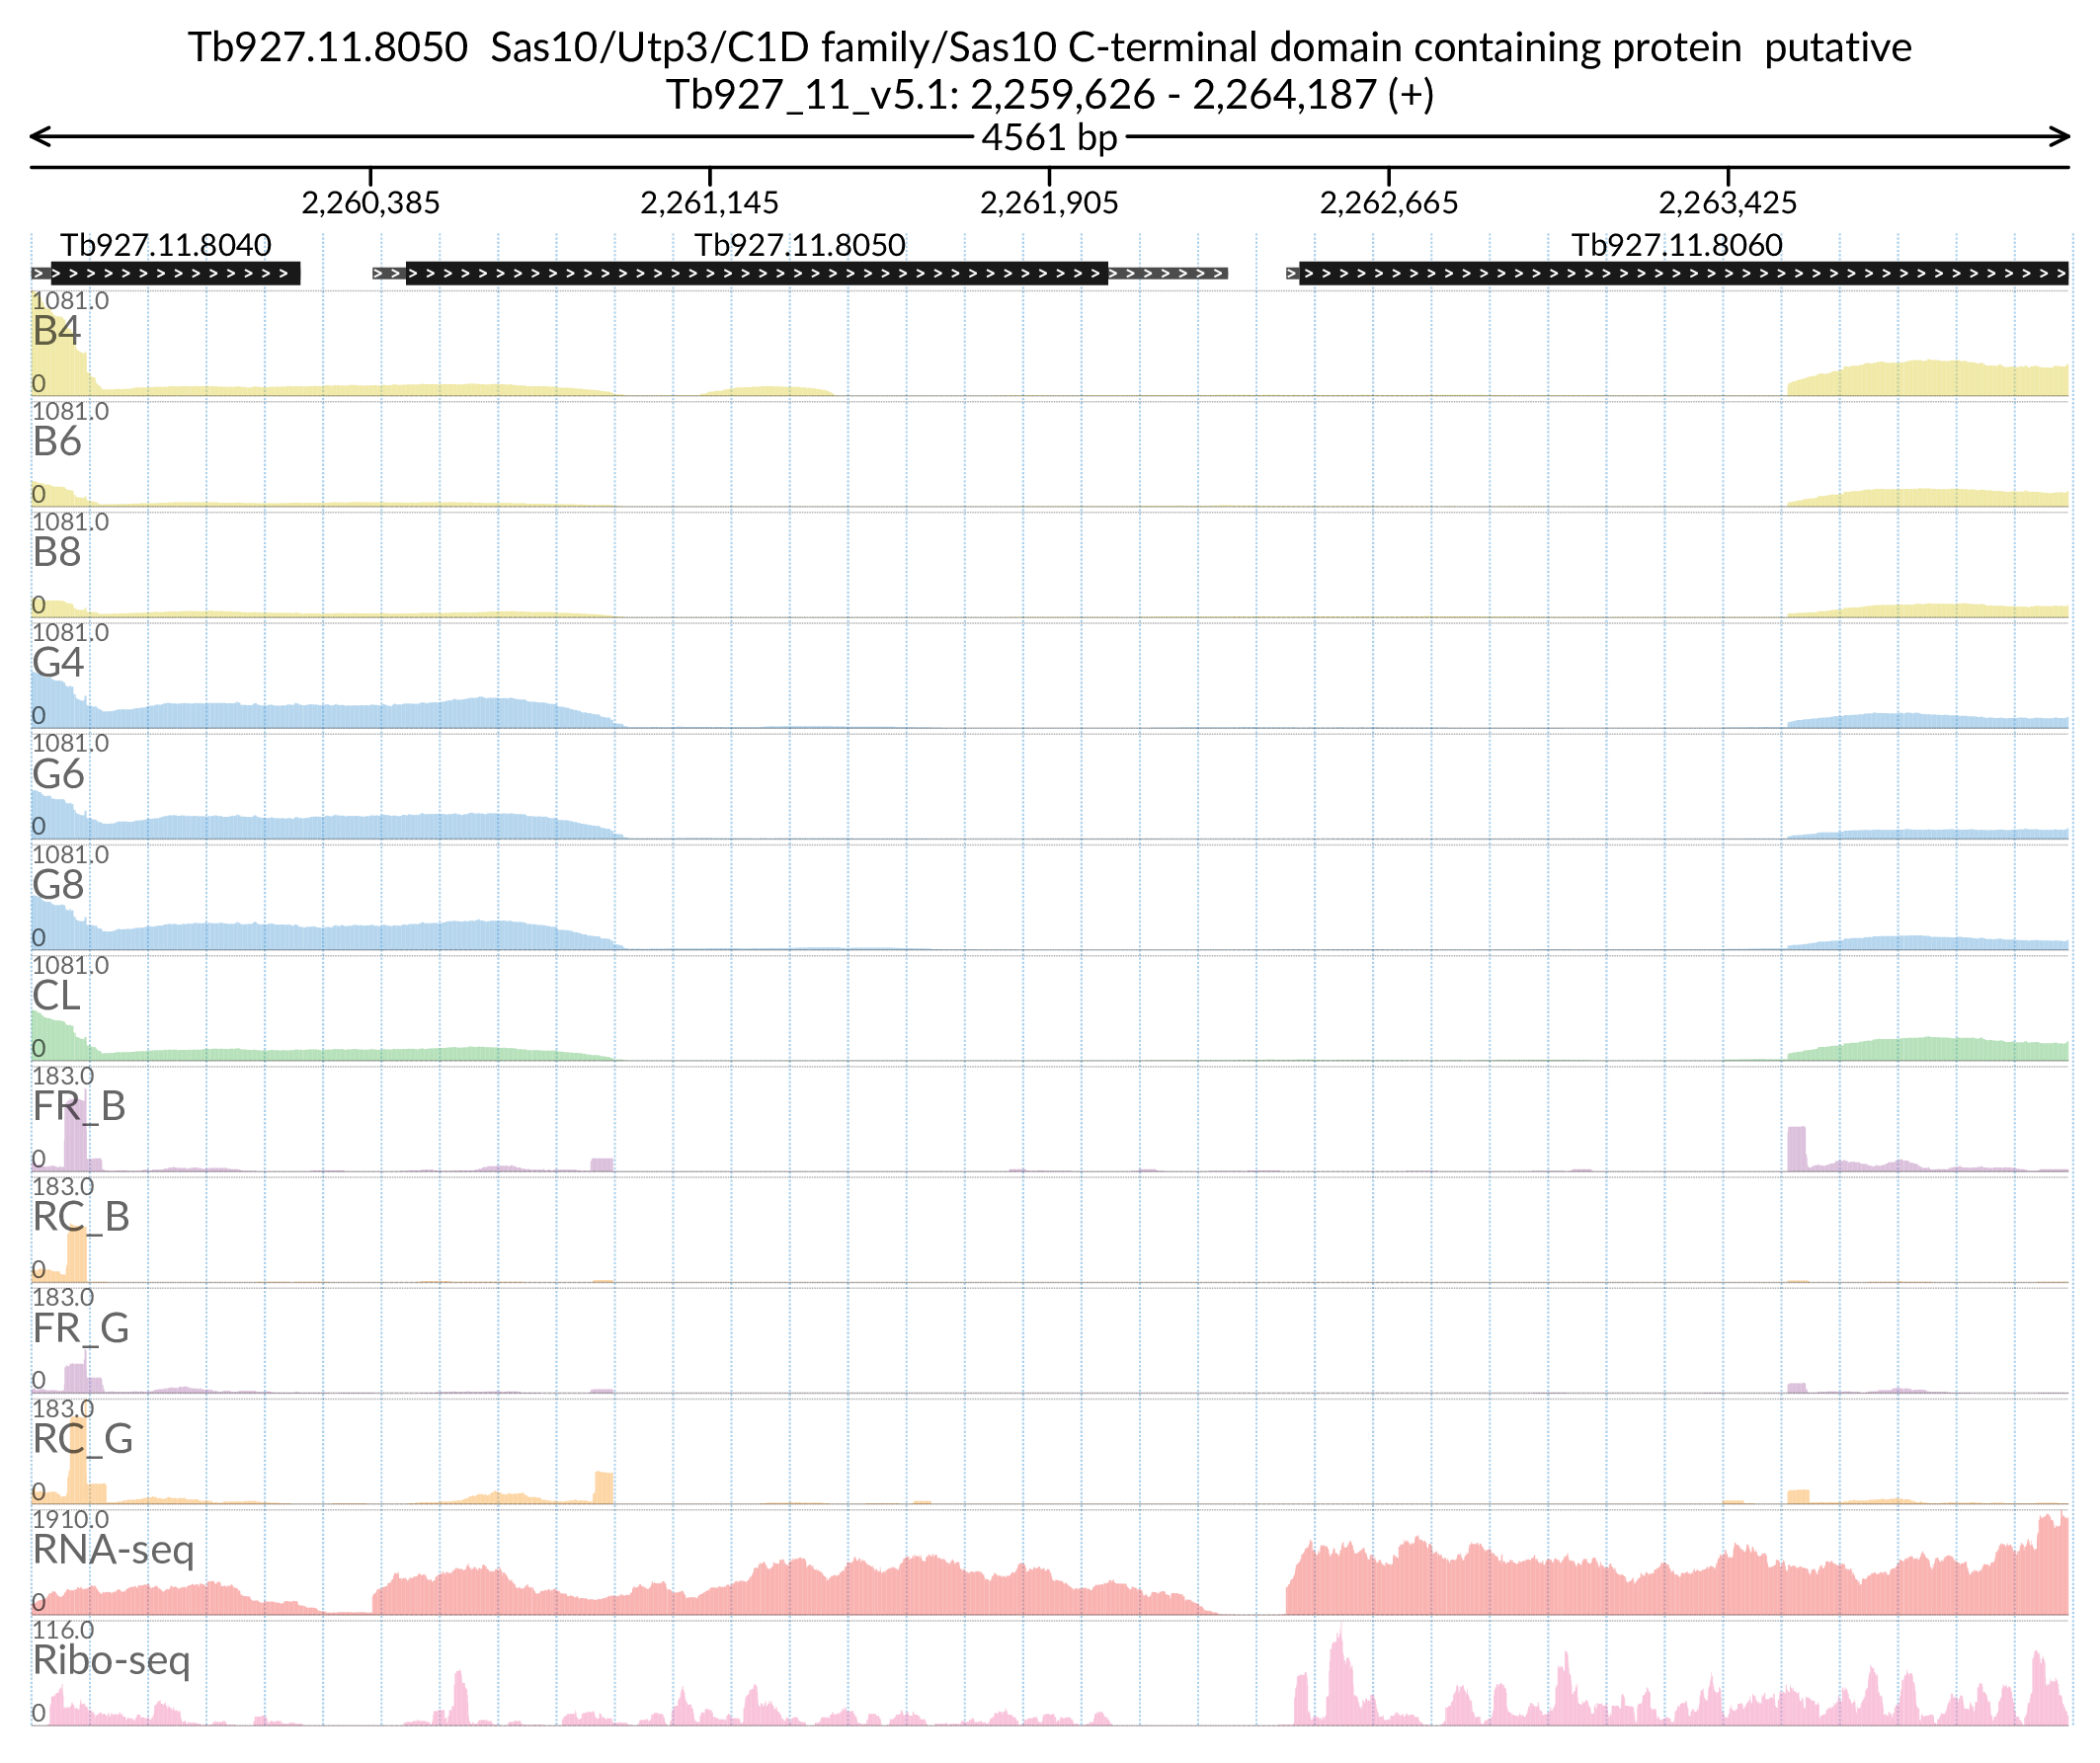 Tb927.11.8050  Sas10/Utp3/C1D family/Sas10 C-terminal domain containing protein  putative
Tb927_11_v5.1: 2,259,626 - 2,264,187 (+)
4561 bp
2,260,385 2,261,145 2,261,905 2,262,665 2,263,425
Tb927.11.8040 Tb927.11.8050 Tb927.11.8060
1081.0
B4
0
1081.0
B6
0
1081.0
B8
0
1081.0
G4
0
1081.0
G6
0
1081.0
G8
0
1081.0
CL
0
183.0
FR_B
0
183.0
RC_B
0
183.0
FR_G
0
183.0
RC_G
0
1910.0
RNA-seq
0
116.0
Ribo-seq
0